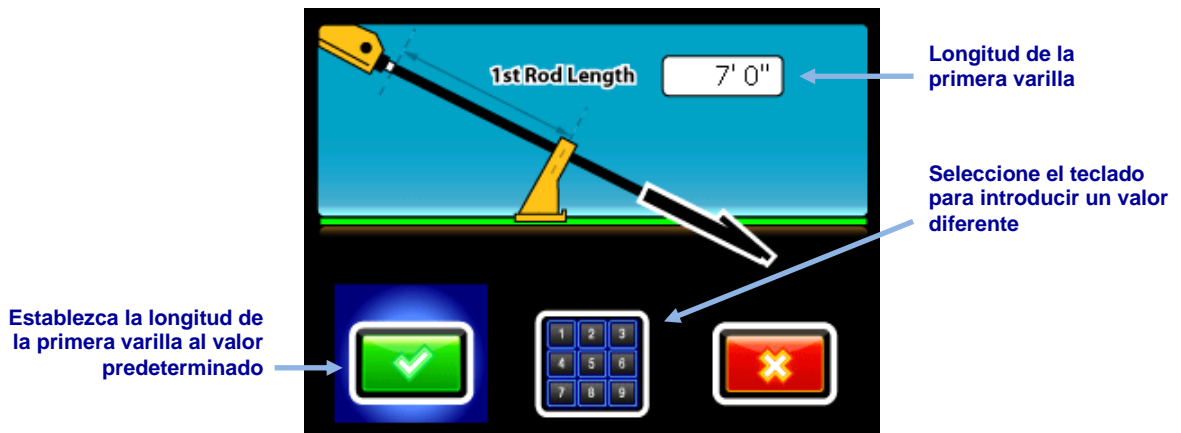 1st Rod Length
7' 0"
Longitud de la
primera varilla
Seleccione el teclado
para introducir un valor
diferente
Establezca la longitud de
la primera varilla al valor
predeterminado
1 2 3
4 5 6
7 8 9